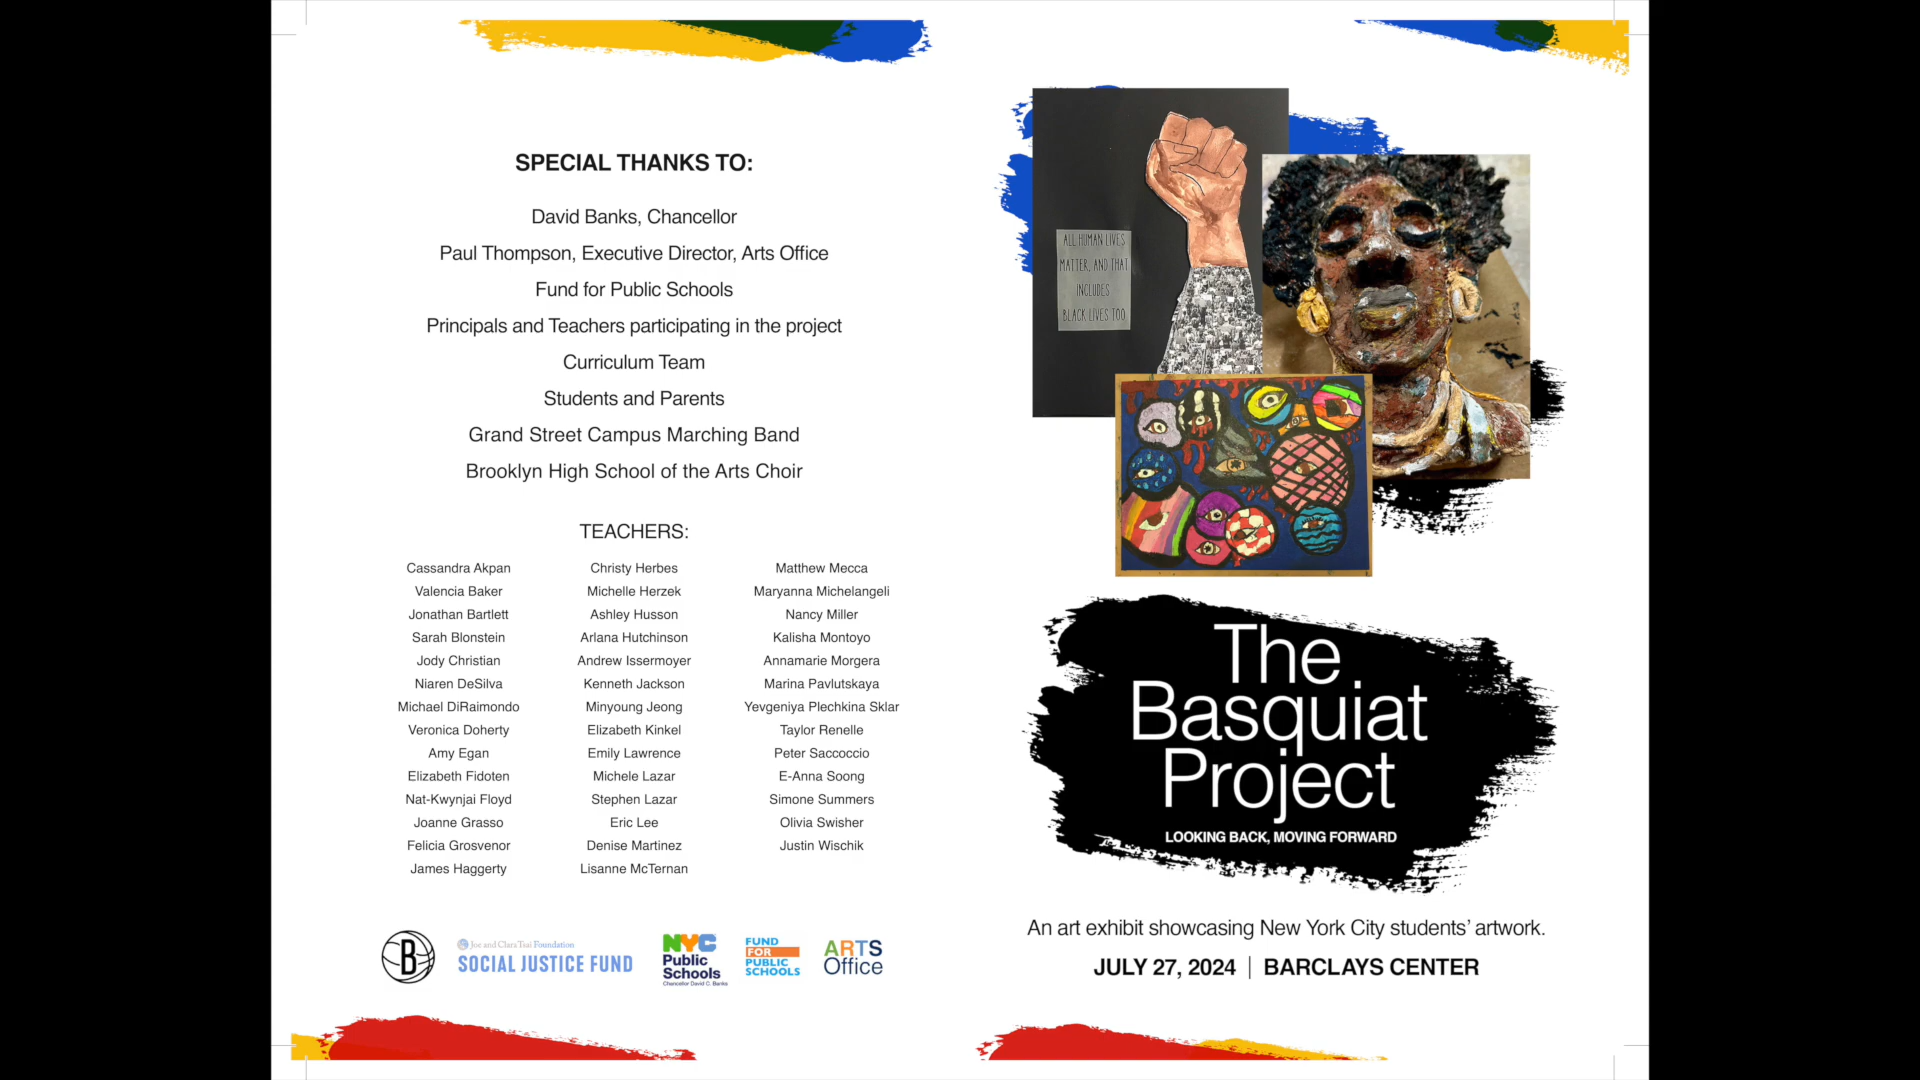 SPECIAL THANKS TO:
David Banks, Chancellor
Paul Thompson, Executive Director, Arts Office
Fund for Public Schools
Principals and Teachers participating in the project
Curriculum Team
Students and Parents
Grand Street Campus Marching Band
Brooklyn High School of the Arts Choir
TEACHERS:
Cassandra Akpan
Valencia Baker
Jonathan Bartlett
Sarah Blonstein
Jody Christian
Niaren DeSilva
Michael DiRaimondo
Veronica Doherty
Amy Egan
Elizabeth Fidoten
Nat-Kwynjai Floyd
Joanne Grasso
Felicia Grosvenor
James Haggerty
Christy Herbes
Michelle Herzek
Ashley Husson
Arlana Hutchinson
Andrew Issermoyer
Kenneth Jackson
Minyoung Jeong
Elizabeth Kinkel
Emily Lawrence
Michele Lazar
Stephen Lazar
Eric Lee
Denise Martinez
Lisanne McTernan
Matthew Mecca
Maryanna Michelangeli
Nancy Miller
Kalisha Montoyo
Annamarie Morgera
Marina Pavlutskaya
Yevgeniya Plechkina Sklar
Taylor Renelle
Peter Saccoccio
E-Anna Soong
Simone Summers
Olivia Swisher
Justin Wischik
B
Joe and Clara Tsai Foundation
SOCIAL JUSTICE FUND
NYC
Public
Schools
Chancellor David C. Banks
FUND
FOR
PUBLIC
SCHOOLS
ARTS
Office
ALL HUMAN LIVES
MATTER, AND THAT
INCLUDES
BLACK LIVES TOO
The
Basquiat
Project
LOOKING BACK, MOVING FORWARD
An art exhibit showcasing New York City students’ artwork.
JULY 27, 2024 | BARCLAYS CENTER